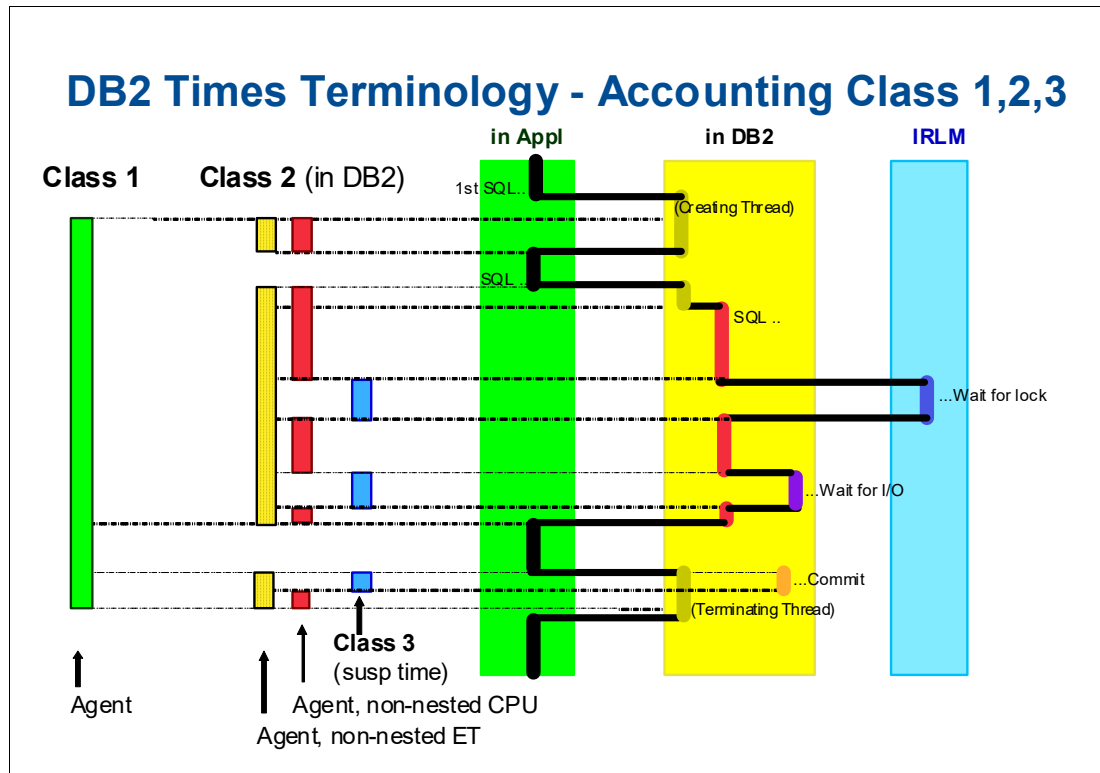 DB2 Times Terminology - Accounting Class 1,2,3
in Appl
in DB2
IRLM
Class 1
Class 2 (in DB2)
1st SQL..
(Creating Thread)
SQL ..
SQL ..
...Wait for lock
...Wait for I/O
...Commit
(Terminating Thread)
Class 3
(susp time)
Agent
Agent, non-nested CPU
Agent, non-nested ET